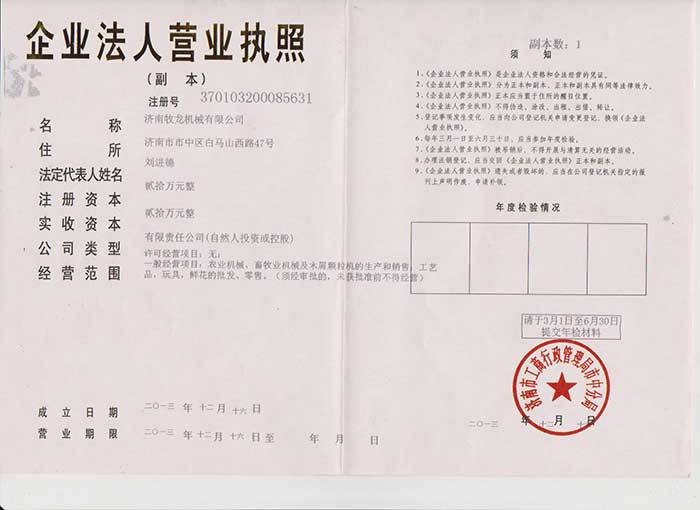 企业法人营业执照
(副 本)
注册号 370103200085631
名称 济南牧龙机械有限公司
住所 济南市市中区白马山西路47号
法定代表人姓名 刘进德
注册资本 贰拾万元整
实收资本 贰拾万元整
公司类型 有限责任公司(自然人投资或控股)
经营范围 许可经营项目:无;
一般经营项目:农业机械、畜牧业机械及木屑颗粒机的生产和销售;工艺
品,玩具,鲜花的批发、零售。(须经审批的,未获批准前不得经营)
成立日期 二〇一三 年 十二 月 十六 日
营业期限 二〇一三 年 十二 月 十六 日 至 年 月 日
副本数:1
须 知
1、《企业法人营业执照》是企业法人资格和合法经营的凭证。
2、《企业法人营业执照》分为正本和副本,正本和副本具有同等法律效力。
3、《企业法人营业执照》正本应当置于住所的醒目位置。
4、《企业法人营业执照》不得伪造、涂改、出租、出借、转让。
5、登记事项发生变化,应当向公司登记机关申请变更登记,换领《企业法
人营业执照》。
6、每年三月一日至六月三十日,应当参加年度检验。
7、《企业法人营业执照》被吊销后,不得开展与清算无关的经营活动。
8、办理注销登记,应当交回《企业法人营业执照》正本和副本。
9、《企业法人营业执照》遗失或者毁坏的,应当在公司登记机关指定的报
刊上声明作废,申请补领。
年度检验情况
请于3月1日至6月30日
提交年检材料
济南市工商行政管理局市中分局
二〇一三 年 十二 月 十 日